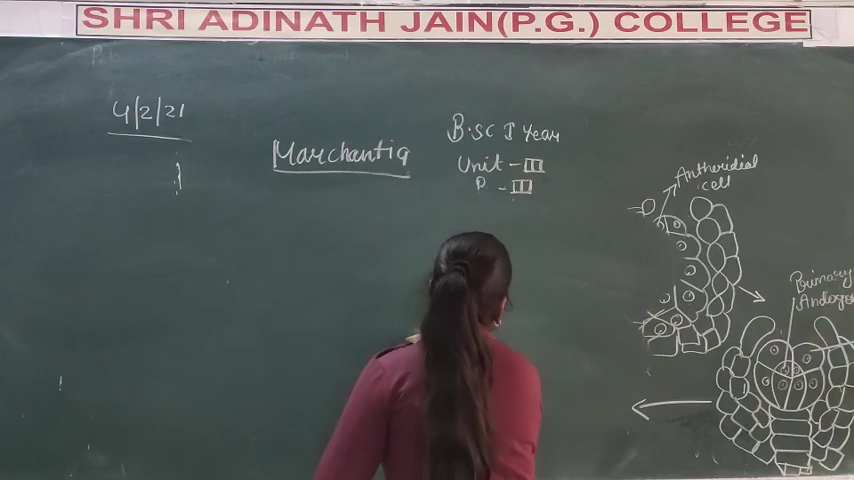 SHRI ADINATH JAIN(P.G.) COLLEGE
4/2/21
Marchantia
B.SC I Year
Unit - III
P - III
Antheridial
cell
Primary
Androgo